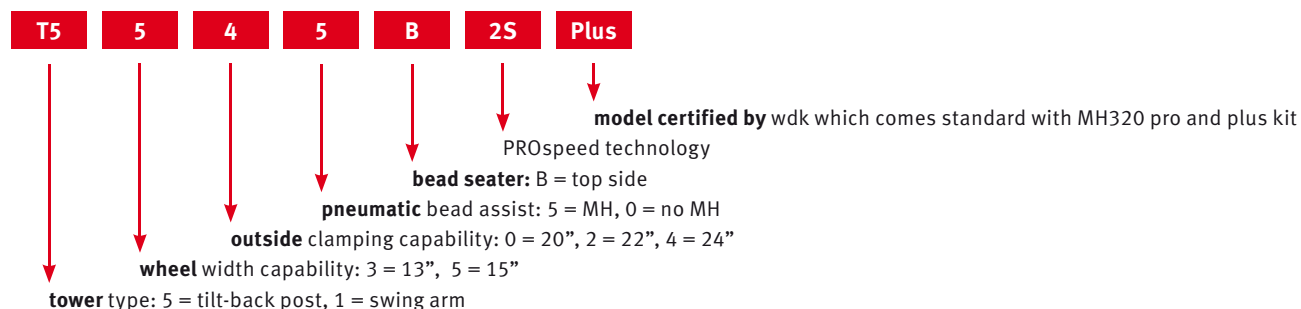 T5 5 4 5 B 2S Plus
model certified by wdk which comes standard with MH320 pro and plus kit
PROspeed technology
bead seater: B = top side
pneumatic bead assist: 5 = MH, 0 = no MH
outside clamping capability: 0 = 20”, 2 = 22”, 4 = 24”
wheel width capability: 3 = 13”, 5 = 15”
tower type: 5 = tilt-back post, 1 = swing arm